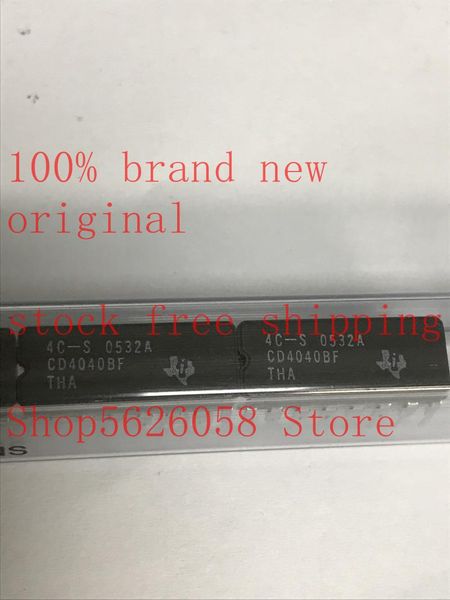 100% brand new
original
stock free shipping
4C-S 0532A
CD4040BF
THA
4C-S 0532A
CD4040BF
THA
Shop5626058 Store